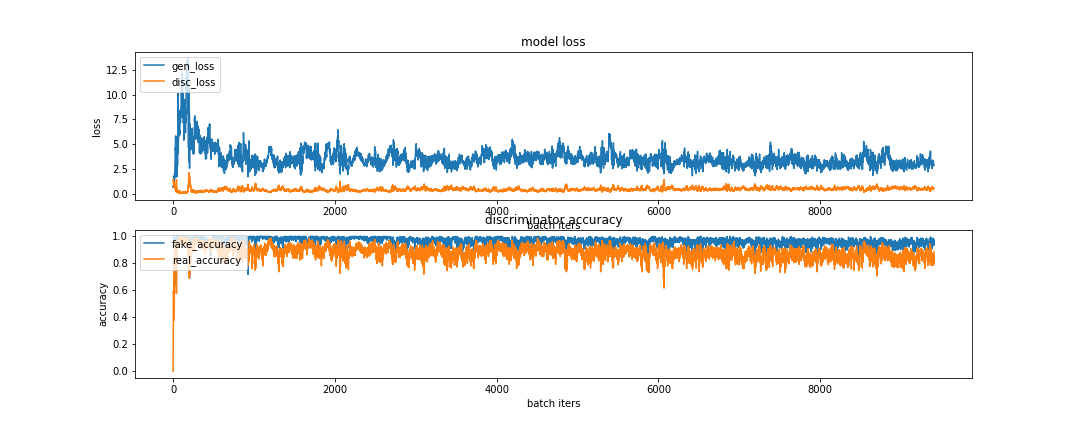 model loss
gen_loss
disc_loss
loss
12.5
10.0
7.5
5.0
2.5
0.0
0 2000 4000 6000 8000
batch iters
discriminator accuracy
fake_accuracy
real_accuracy
accuracy
1.0
0.8
0.6
0.4
0.2
0.0
0 2000 4000 6000 8000
batch iters